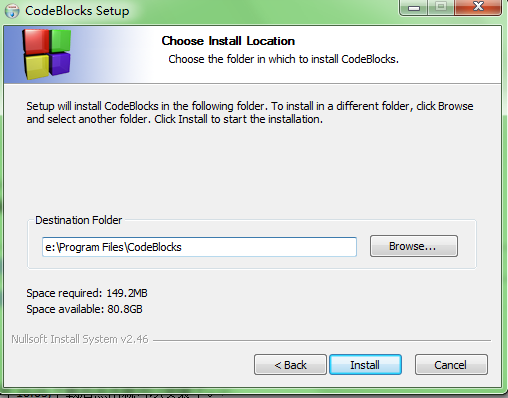 CodeBlocks Setup
Choose Install Location
Choose the folder in which to install CodeBlocks.
Setup will install CodeBlocks in the following folder. To install in a different folder, click Browse
and select another folder. Click Install to start the installation.
Destination Folder
e:\Program Files\CodeBlocks
Browse...
Space required: 149.2MB
Space available: 80.8GB
Nullsoft Install System v2.46
< Back
Install
Cancel